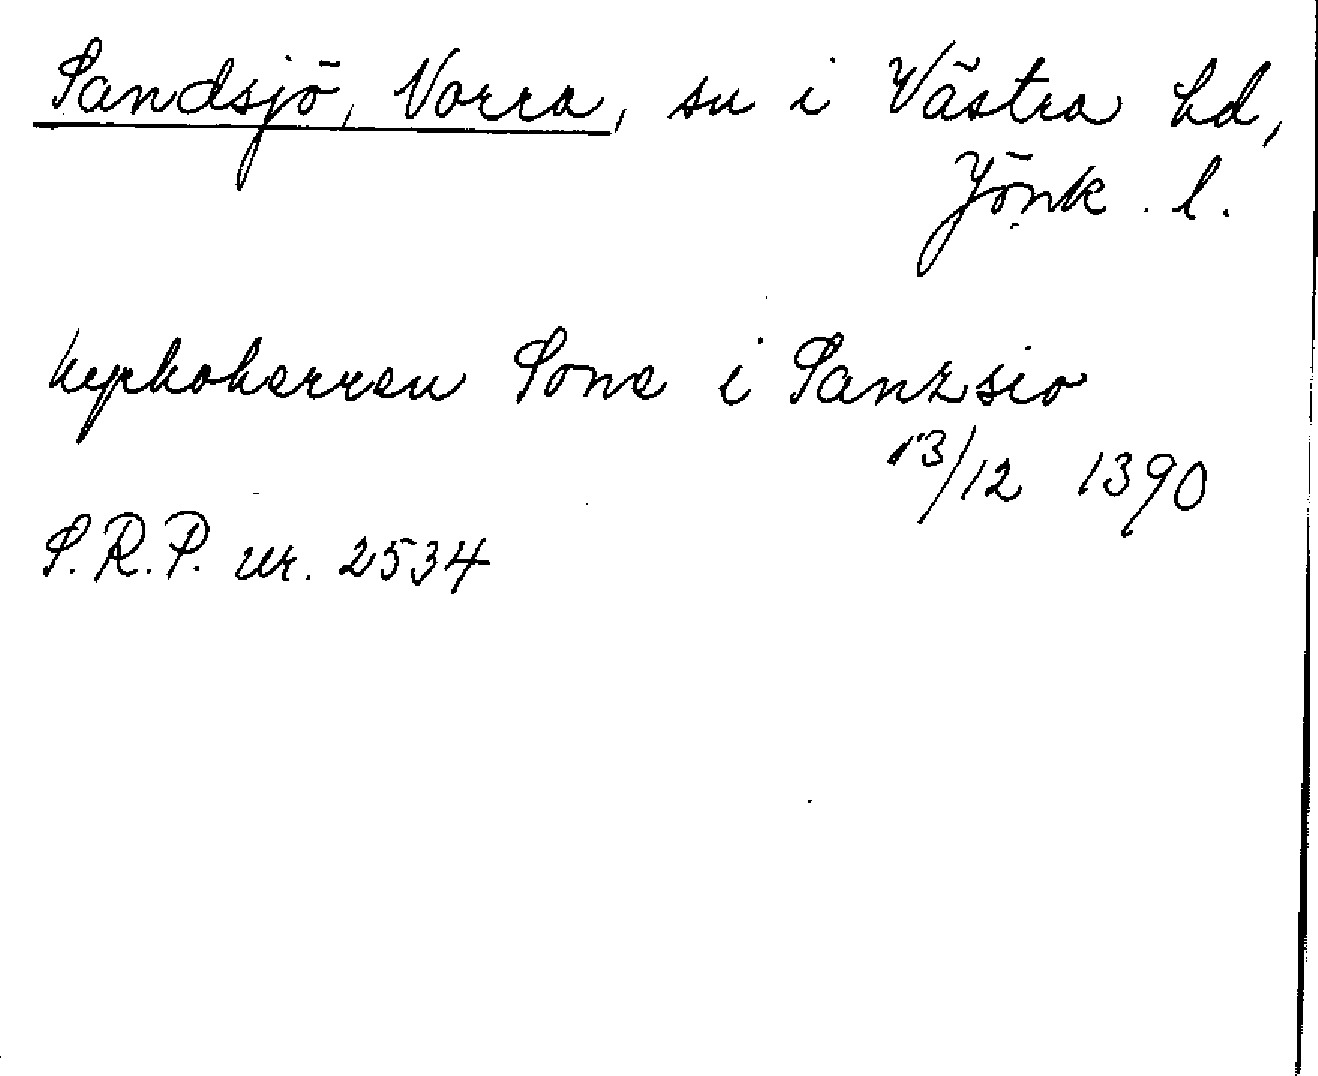 Sandsjö, Norra, sn i Västra hd,
Jönk. l.
kyrkoherren Sone i Sanzsio
13/12 1390
S.R.P. nr. 2534